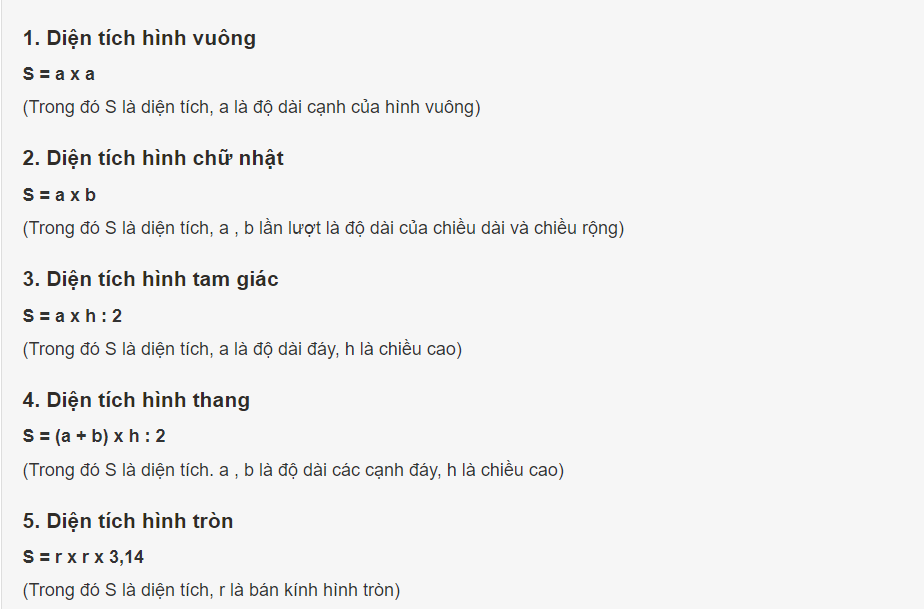 1. Diện tích hình vuông
S = a x a
(Trong đó S là diện tích, a là độ dài cạnh của hình vuông)
2. Diện tích hình chữ nhật
S = a x b
(Trong đó S là diện tích, a , b lần lượt là độ dài của chiều dài và chiều rộng)
3. Diện tích hình tam giác
S = a x h : 2
(Trong đó S là diện tích, a là độ dài đáy, h là chiều cao)
4. Diện tích hình thang
S = (a + b) x h : 2
(Trong đó S là diện tích. a , b là độ dài các cạnh đáy, h là chiều cao)
5. Diện tích hình tròn
S = r x r x 3,14
(Trong đó S là diện tích, r là bán kính hình tròn)